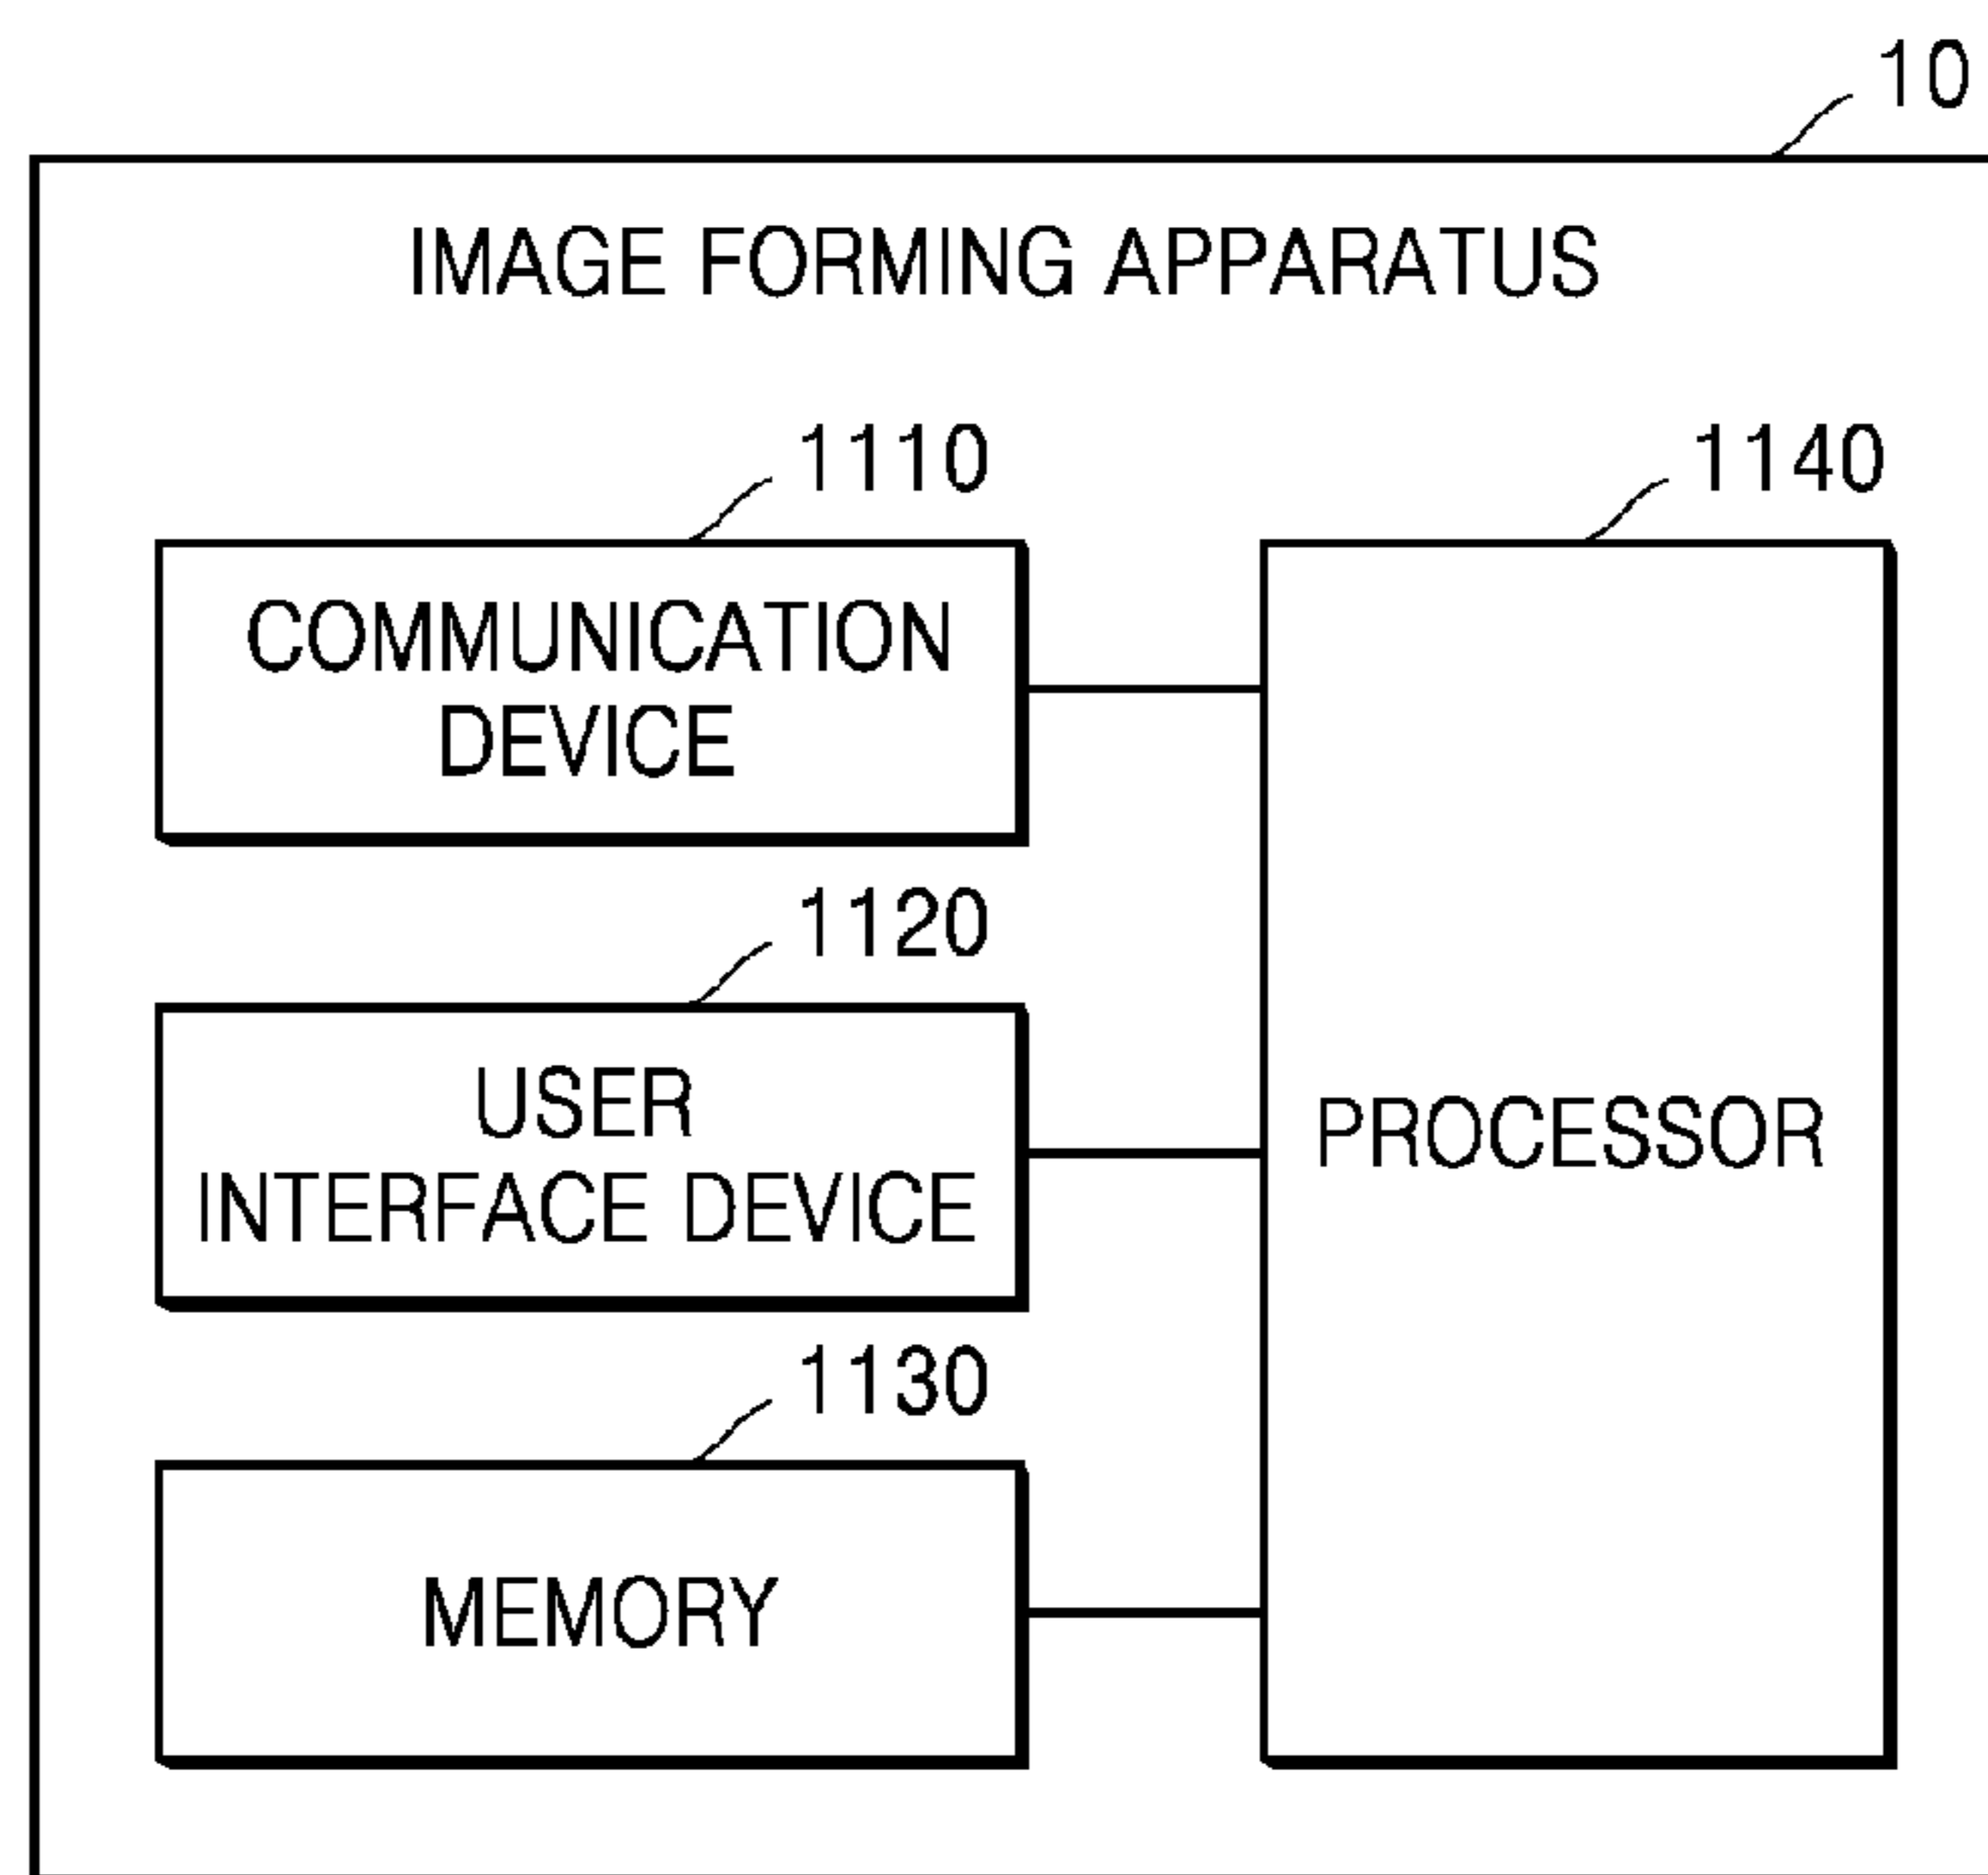 10
IMAGE FORMING APPARATUS
1110
1140
COMMUNICATION
DEVICE
1120
USER
INTERFACE DEVICE
PROCESSOR
1130
MEMORY